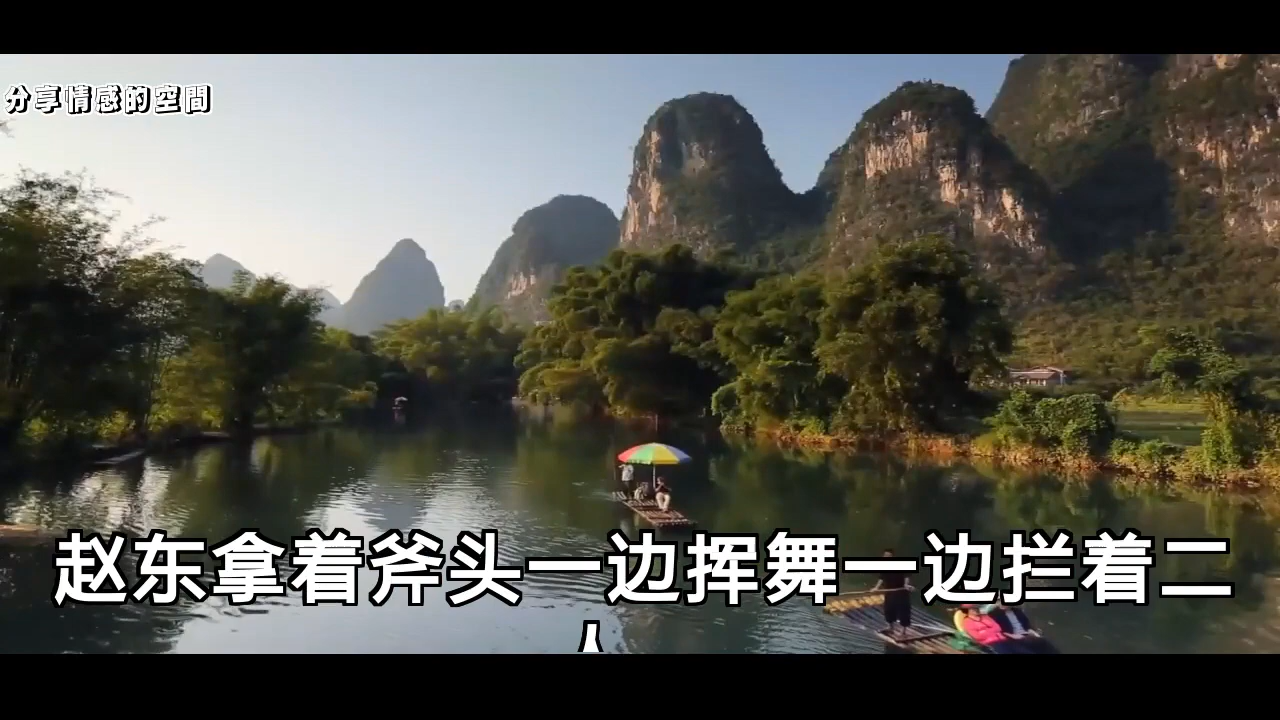 分享情感的空間
赵东拿着斧头一边挥舞一边拦着二
人